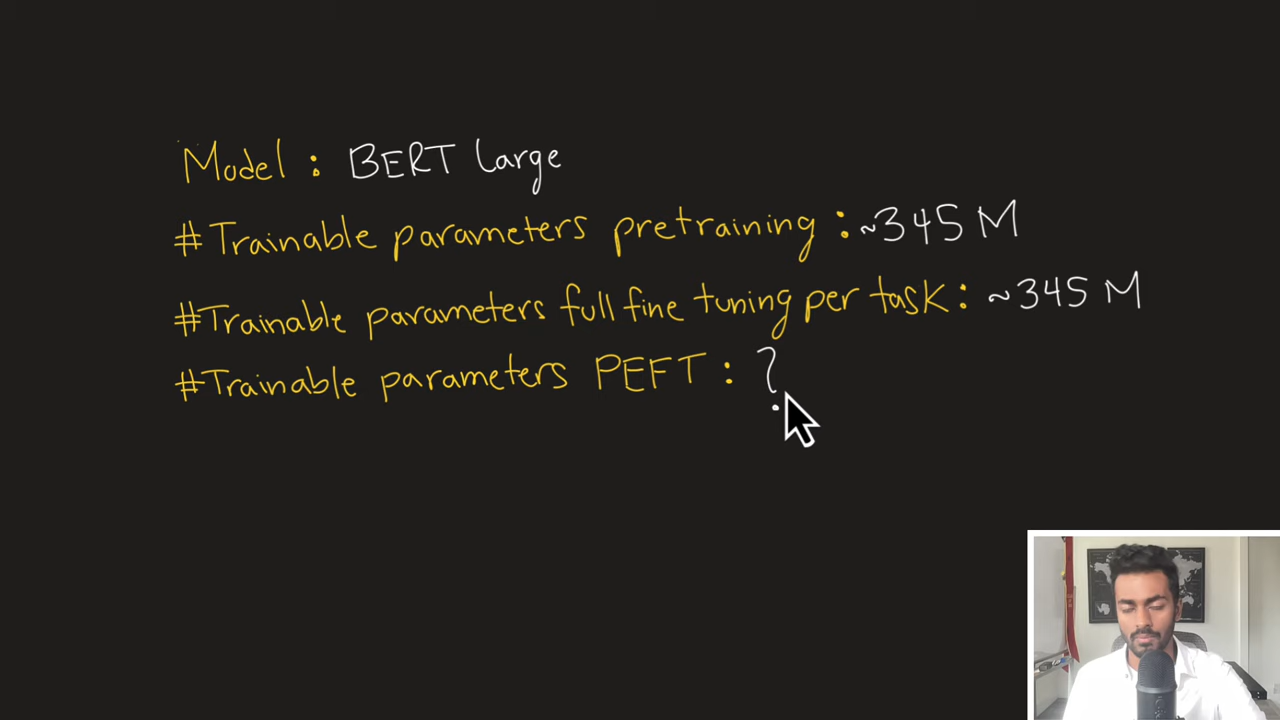 Model : BERT Large
#Trainable parameters pretraining : ~345 M
#Trainable parameters full fine tuning per task : ~345 M
#Trainable parameters PEFT : ?